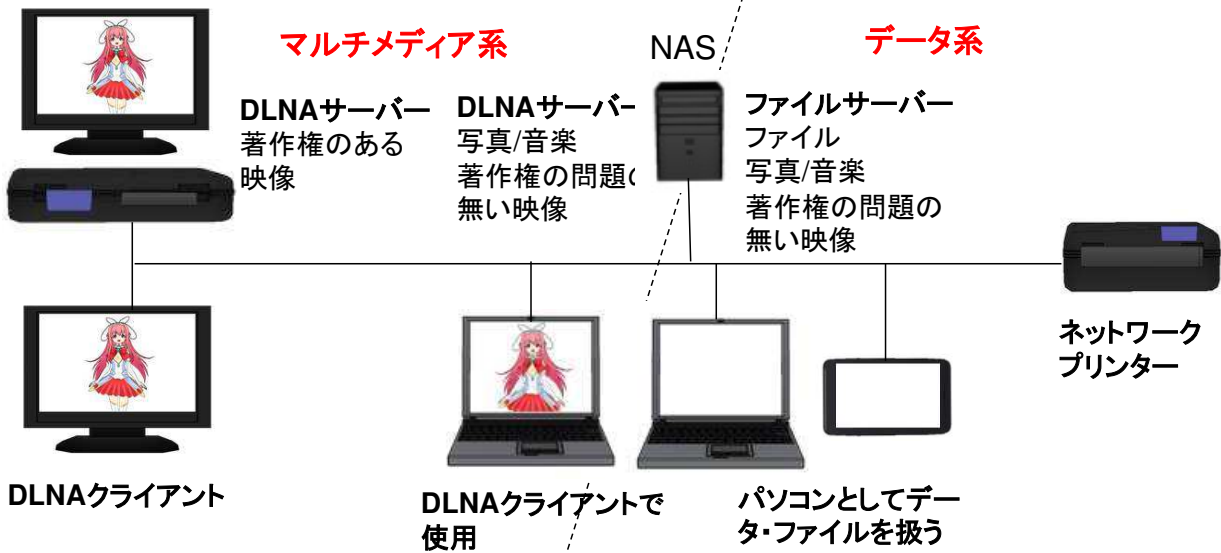 マルチメディア系
NAS
データ系
DLNAサーバー
著作権のある
映像
DLNAサーバー
写真/音楽
著作権の問題の
無い映像
ファイルサーバー
ファイル
写真/音楽
著作権の問題の
無い映像
ネットワーク
プリンター
DLNAクライアント
DLNAクライアントで
使用
パソコンとしてデー
タ・ファイルを扱う